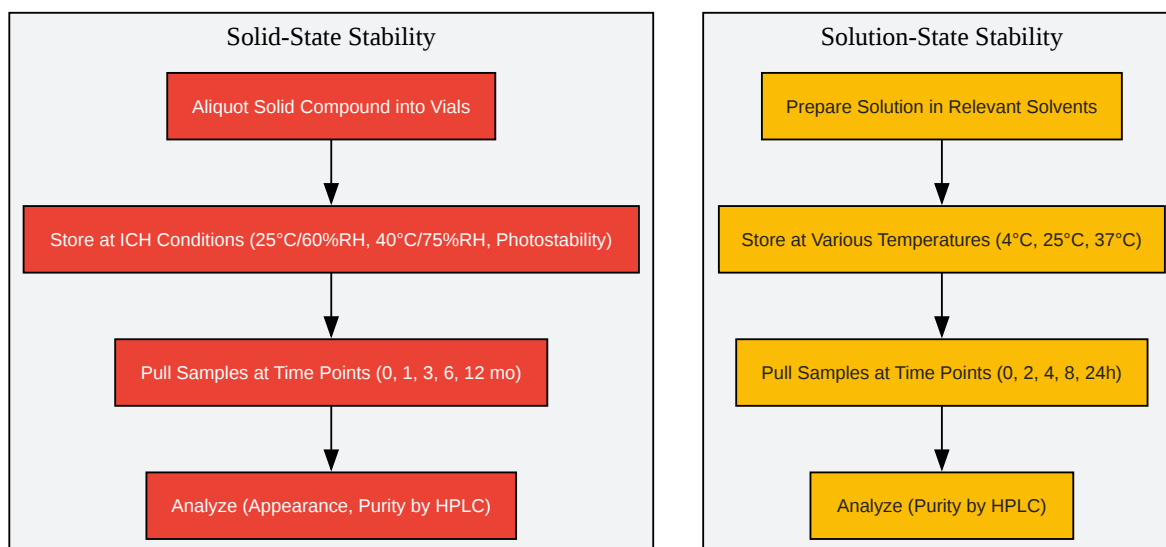 Solid-State Stability
Aliquot Solid Compound into Vials
Store at ICH Conditions (25°C/60%RH, 40°C/75%RH, Photostability)
Pull Samples at Time Points (0, 1, 3, 6, 12 mo)
Analyze (Appearance, Purity by HPLC)
Solution-State Stability
Prepare Solution in Relevant Solvents
Store at Various Temperatures (4°C, 25°C, 37°C)
Pull Samples at Time Points (0, 2, 4, 8, 24h)
Analyze (Purity by HPLC)